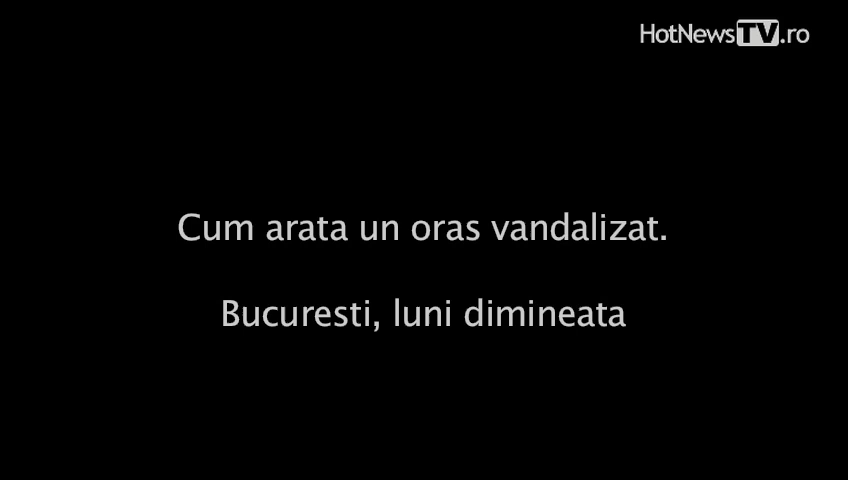 HotNewsTV.ro
Cum arata un oras vandalizat.
Bucuresti, luni dimineata